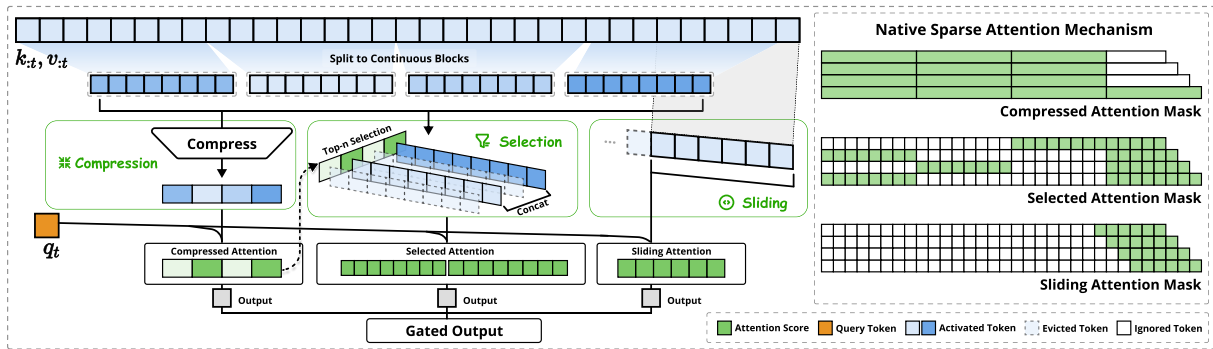 k:t, v:t
Split to Continuous Blocks
Compression
Compress
Top-n Selection
Selection
Concat
...
Sliding
qt
Compressed Attention
Selected Attention
Sliding Attention
Output
Output
Output
Gated Output
Native Sparse Attention Mechanism
Compressed Attention Mask
Selected Attention Mask
Sliding Attention Mask
Attention Score
Query Token
Activated Token
Evicted Token
Ignored Token